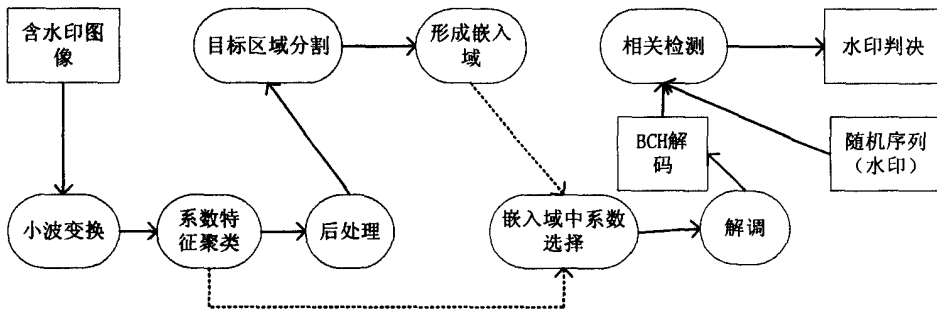 含水印图
像
目标区域分割
形成嵌入
域
相关检测
水印判决
BCH解
码
随机序列
(水印)
小波变换
系数特
征聚类
后处理
嵌入域中系数
选择
解调